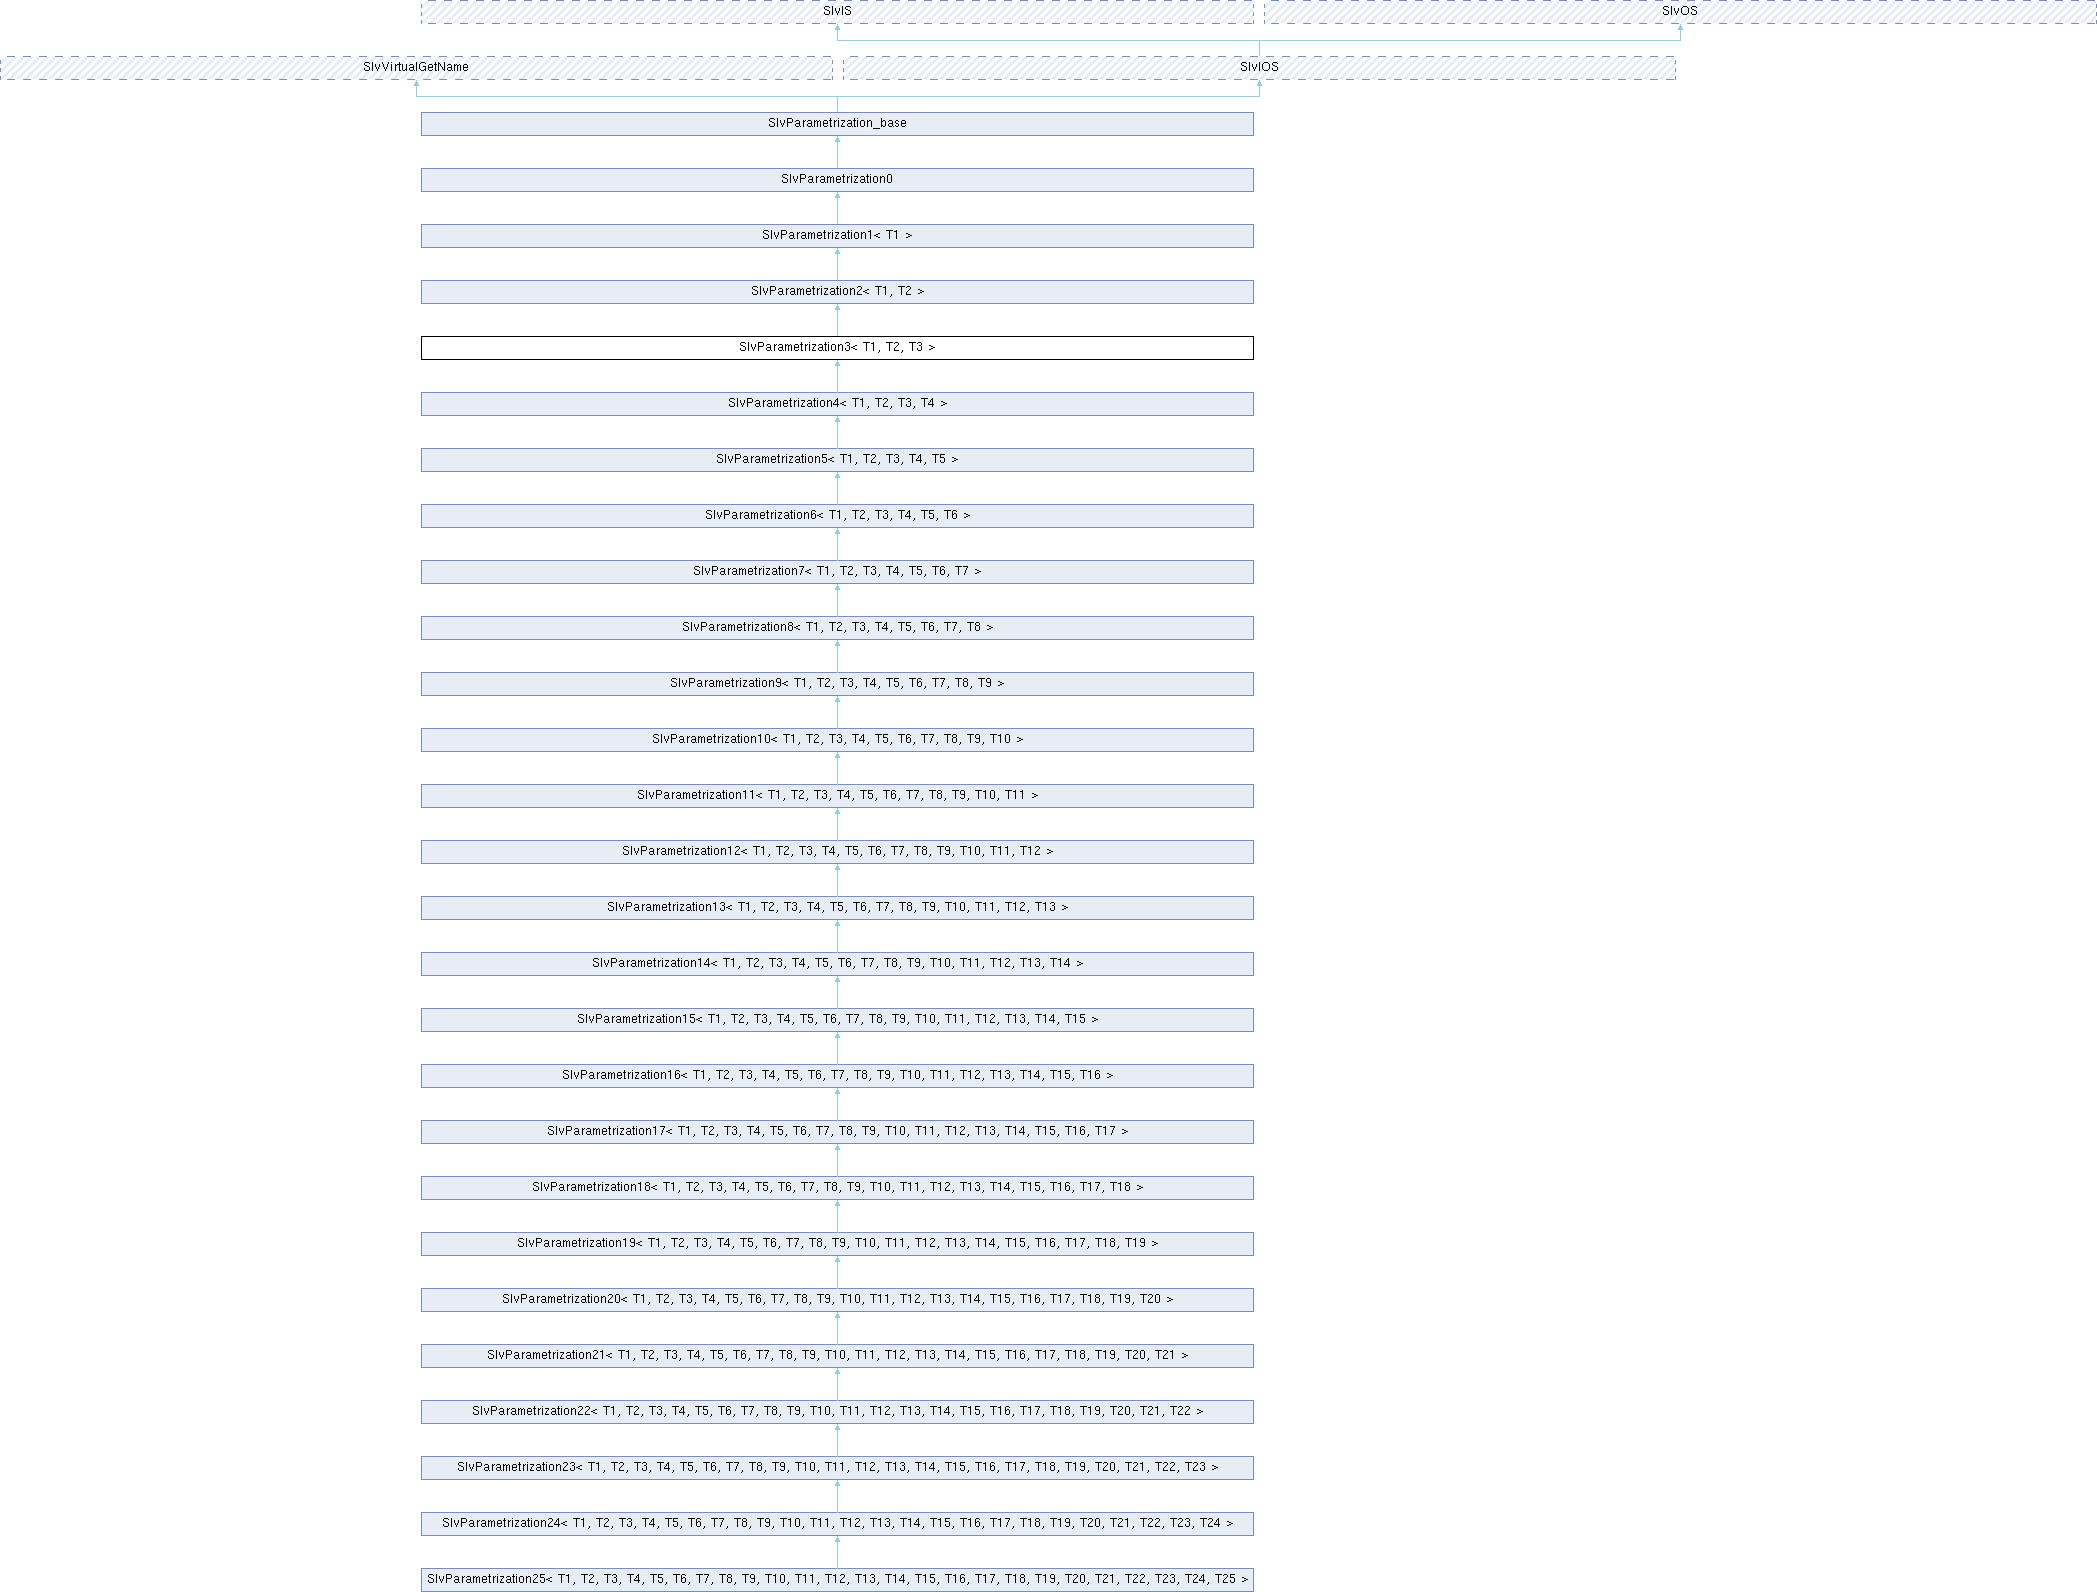 SlvIS
SlvOS
SlvVirtualGetName
SlvIOS
SlvParametrization_base
SlvParametrization0
SlvParametrization1< T1 >
SlvParametrization2< T1, T2 >
SlvParametrization3< T1, T2, T3 >
SlvParametrization4< T1, T2, T3, T4 >
SlvParametrization5< T1, T2, T3, T4, T5 >
SlvParametrization6< T1, T2, T3, T4, T5, T6 >
SlvParametrization7< T1, T2, T3, T4, T5, T6, T7 >
SlvParametrization8< T1, T2, T3, T4, T5, T6, T7, T8 >
SlvParametrization9< T1, T2, T3, T4, T5, T6, T7, T8, T9 >
SlvParametrization10< T1, T2, T3, T4, T5, T6, T7, T8, T9, T10 >
SlvParametrization11< T1, T2, T3, T4, T5, T6, T7, T8, T9, T10, T11 >
SlvParametrization12< T1, T2, T3, T4, T5, T6, T7, T8, T9, T10, T11, T12 >
SlvParametrization13< T1, T2, T3, T4, T5, T6, T7, T8, T9, T10, T11, T12, T13 >
SlvParametrization14< T1, T2, T3, T4, T5, T6, T7, T8, T9, T10, T11, T12, T13, T14 >
SlvParametrization15< T1, T2, T3, T4, T5, T6, T7, T8, T9, T10, T11, T12, T13, T14, T15 >
SlvParametrization16< T1, T2, T3, T4, T5, T6, T7, T8, T9, T10, T11, T12, T13, T14, T15, T16 >
SlvParametrization17< T1, T2, T3, T4, T5, T6, T7, T8, T9, T10, T11, T12, T13, T14, T15, T16, T17 >
SlvParametrization18< T1, T2, T3, T4, T5, T6, T7, T8, T9, T10, T11, T12, T13, T14, T15, T16, T17, T18 >
SlvParametrization19< T1, T2, T3, T4, T5, T6, T7, T8, T9, T10, T11, T12, T13, T14, T15, T16, T17, T18, T19 >
SlvParametrization20< T1, T2, T3, T4, T5, T6, T7, T8, T9, T10, T11, T12, T13, T14, T15, T16, T17, T18, T19, T20 >
SlvParametrization21< T1, T2, T3, T4, T5, T6, T7, T8, T9, T10, T11, T12, T13, T14, T15, T16, T17, T18, T19, T20, T21 >
SlvParametrization22< T1, T2, T3, T4, T5, T6, T7, T8, T9, T10, T11, T12, T13, T14, T15, T16, T17, T18, T19, T20, T21, T22 >
SlvParametrization23< T1, T2, T3, T4, T5, T6, T7, T8, T9, T10, T11, T12, T13, T14, T15, T16, T17, T18, T19, T20, T21, T22, T23 >
SlvParametrization24< T1, T2, T3, T4, T5, T6, T7, T8, T9, T10, T11, T12, T13, T14, T15, T16, T17, T18, T19, T20, T21, T22, T23, T24 >
SlvParametrization25< T1, T2, T3, T4, T5, T6, T7, T8, T9, T10, T11, T12, T13, T14, T15, T16, T17, T18, T19, T20, T21, T22, T23, T24, T25 >